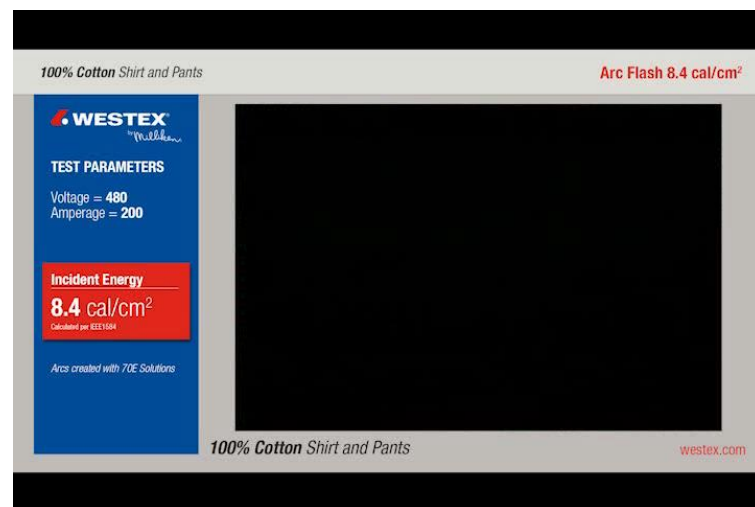 100% Cotton Shirt and Pants
Arc Flash 8.4 cal/cm²
WESTEX
by Milliken
TEST PARAMETERS
Voltage = 480
Amperage = 200
Incident Energy
8.4 cal/cm²
Calculated per IEEE1584
Arcs created with 70E Solutions
100% Cotton Shirt and Pants
westex.com